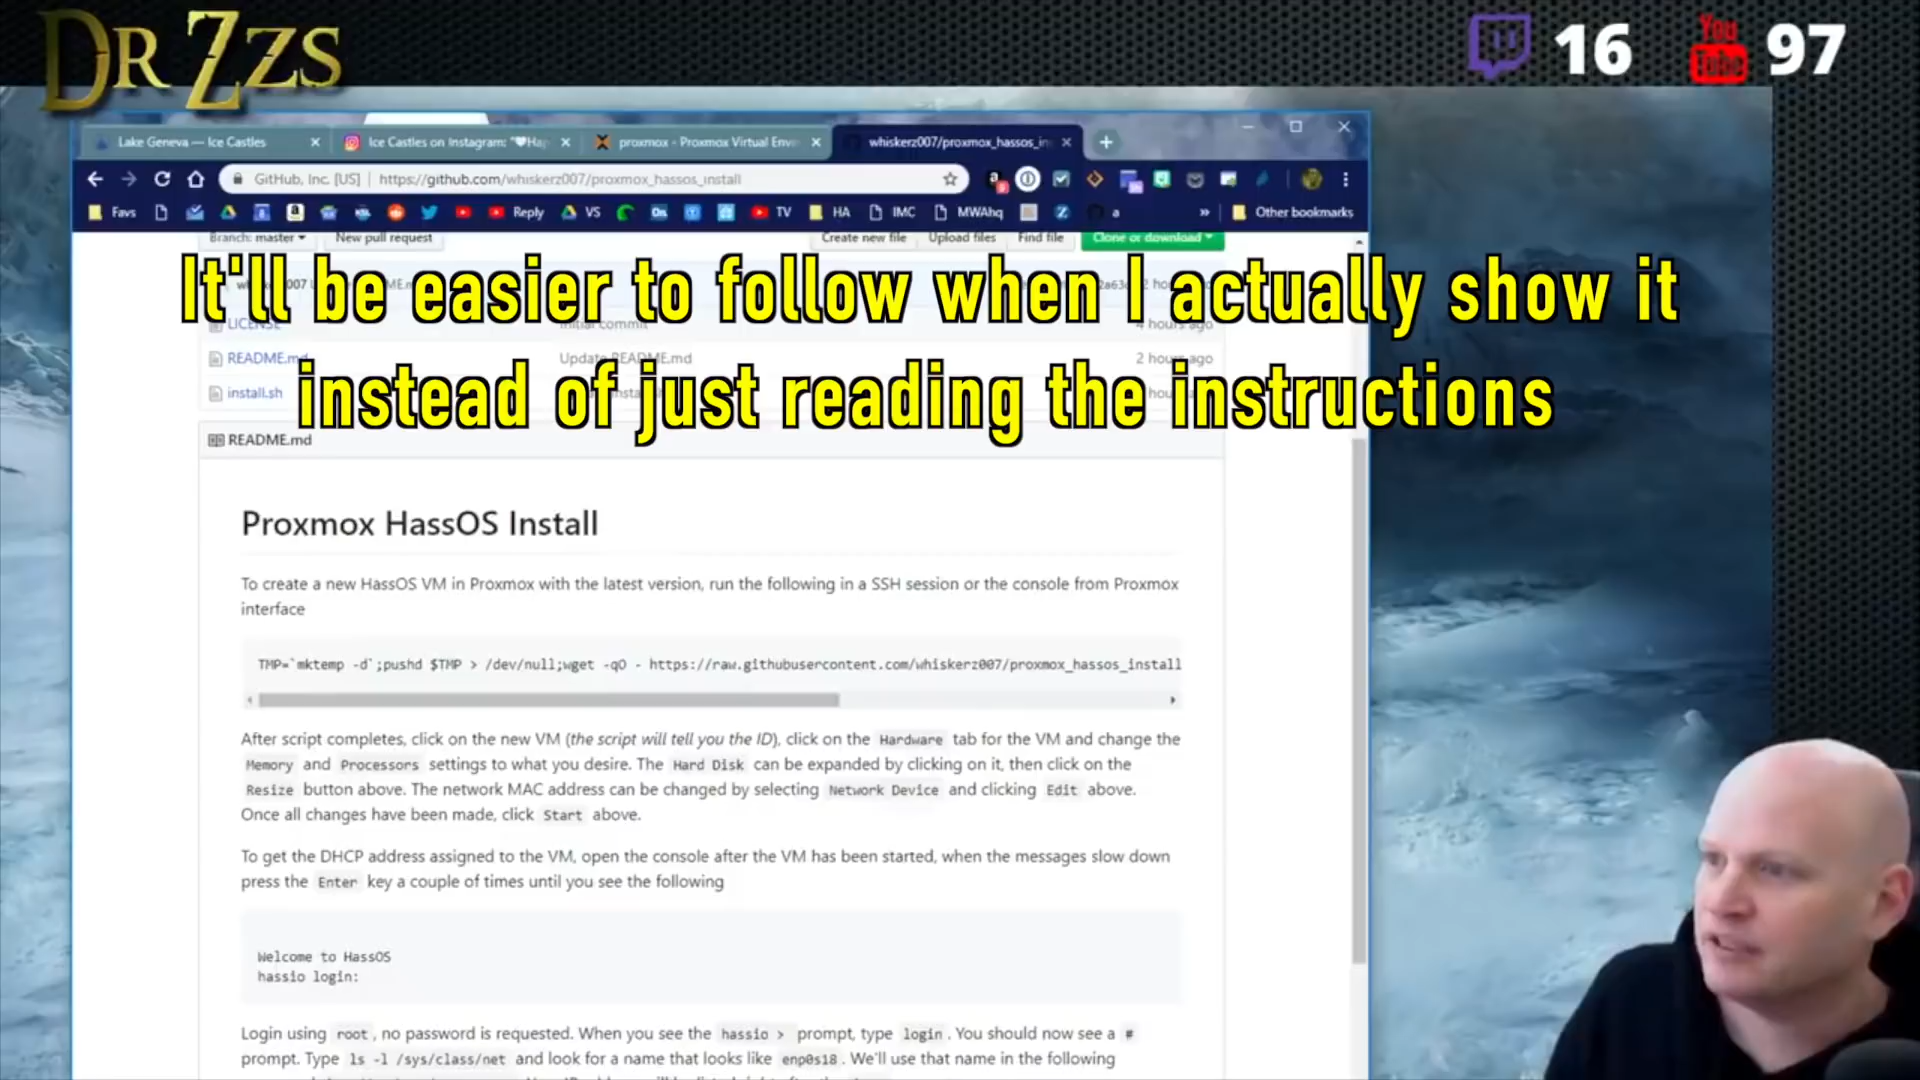 DR ZZS
16
You Tube 97
Lake Geneva — Ice Castles
Ice Castles on Instagram: "🤍Hap
proxmox - Proxmox Virtual Envir
whiskerz007/proxmox_hassos_in
GitHub, Inc. [US] | https://github.com/whiskerz007/proxmox_hassos_install
Favs Reply VS TV HA IMC MWAhq a » Other bookmarks
Branch: master New pull request Create new file Upload files Find file Clone or download
It'll be easier to follow when I actually show it
instead of just reading the instructions
LICENSE Initial commit 4 hours ago
README.md Update README.md 2 hours ago
install.sh
README.md
Proxmox HassOS Install
To create a new HassOS VM in Proxmox with the latest version, run the following in a SSH session or the console from Proxmox
interface
TMP=`mktemp -d`;pushd $TMP > /dev/null;wget -qO - https://raw.githubusercontent.com/whiskerz007/proxmox_hassos_install
After script completes, click on the new VM (the script will tell you the ID), click on the Hardware tab for the VM and change the
Memory and Processors settings to what you desire. The Hard Disk can be expanded by clicking on it, then click on the
Resize button above. The network MAC address can be changed by selecting Network Device and clicking Edit above.
Once all changes have been made, click Start above.
To get the DHCP address assigned to the VM, open the console after the VM has been started, when the messages slow down
press the Enter key a couple of times until you see the following
Welcome to HassOS
hassio login:
Login using root, no password is requested. When you see the hassio > prompt, type login. You should now see a #
prompt. Type ls -l /sys/class/net and look for a name that looks like enp0s18. We'll use that name in the following